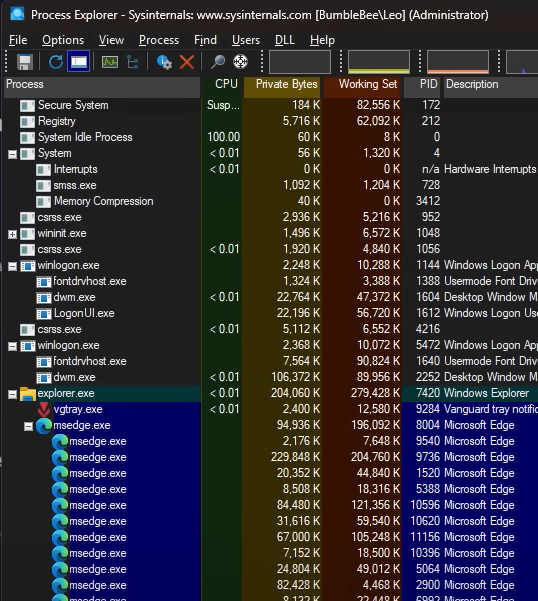 Process Explorer - Sysinternals: www.sysinternals.com [BumbleBee\Leo] (Administrator)
File Options View Process Find Users DLL Help
Process CPU Private Bytes Working Set PID Description
Secure System Susp... 184 K 82,556 K 172
Registry 5,716 K 62,092 K 212
System Idle Process 100.00 60 K 8 K 0
System < 0.01 56 K 1,320 K 4
Interrupts < 0.01 0 K 0 K n/a Hardware Interrupts
smss.exe 1,092 K 1,204 K 728
Memory Compression 40 K 0 K 3412
csrss.exe 2,936 K 5,216 K 952
wininit.exe 1,496 K 6,572 K 1048
csrss.exe < 0.01 1,920 K 4,840 K 1056
winlogon.exe 2,248 K 10,288 K 1144 Windows Logon App
fontdrvhost.exe 1,324 K 3,388 K 1388 Usermode Font Driv
dwm.exe < 0.01 22,764 K 47,372 K 1604 Desktop Window M
LogonUI.exe 22,196 K 56,720 K 1612 Windows Logon Us
csrss.exe < 0.01 5,112 K 6,552 K 4216
winlogon.exe 2,368 K 10,072 K 5472 Windows Logon App
fontdrvhost.exe 7,564 K 90,824 K 1640 Usermode Font Driv
dwm.exe < 0.01 106,372 K 89,956 K 2252 Desktop Window M
explorer.exe < 0.01 204,060 K 279,428 K 7420 Windows Explorer
vgtray.exe < 0.01 2,400 K 12,580 K 9284 Vanguard tray notific
msedge.exe 94,936 K 196,092 K 8004 Microsoft Edge
msedge.exe 2,176 K 7,648 K 9540 Microsoft Edge
msedge.exe 229,848 K 204,760 K 9736 Microsoft Edge
msedge.exe 20,352 K 44,840 K 1520 Microsoft Edge
msedge.exe 8,508 K 18,316 K 5388 Microsoft Edge
msedge.exe 84,480 K 121,356 K 10596 Microsoft Edge
msedge.exe 31,616 K 59,540 K 10620 Microsoft Edge
msedge.exe 67,000 K 105,248 K 11156 Microsoft Edge
msedge.exe 7,152 K 18,500 K 10396 Microsoft Edge
msedge.exe 24,804 K 49,012 K 5064 Microsoft Edge
msedge.exe 82,428 K 4,468 K 2900 Microsoft Edge
msedge.exe Microsoft Edge